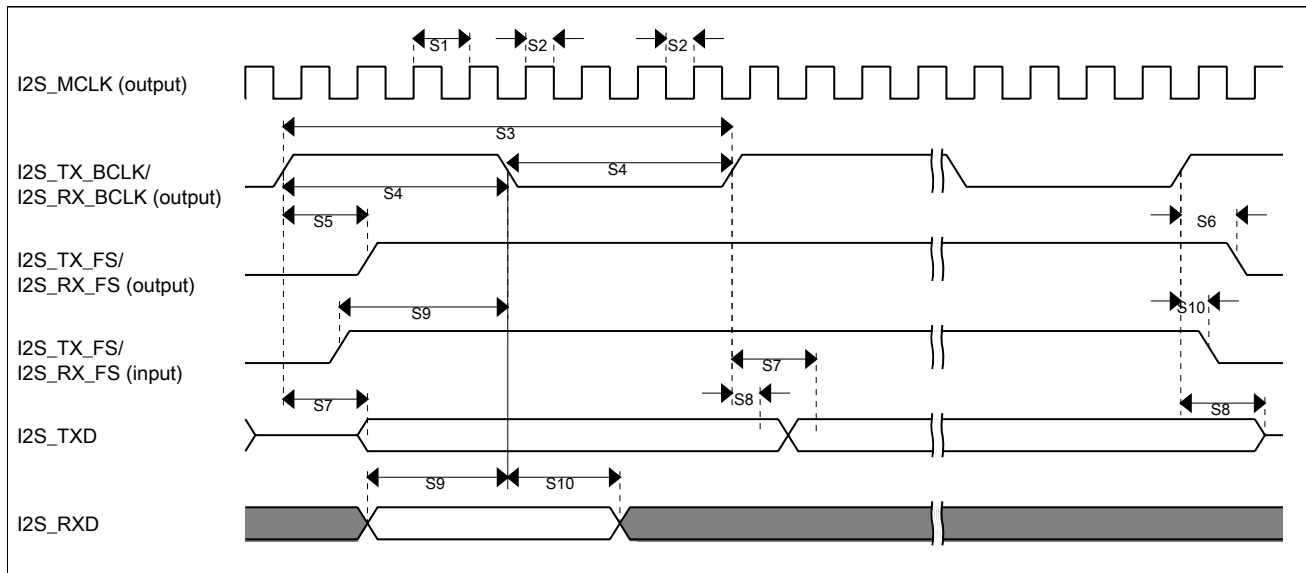 S1
S2
S2
I2S_MCLK (output)
S3
I2S_TX_BCLK/
I2S_RX_BCLK (output)
S4
S4
S5
S6
I2S_TX_FS/
I2S_RX_FS (output)
S9
S10
I2S_TX_FS/
I2S_RX_FS (input)
S7
S7
S8
S8
I2S_TXD
S9
S10
I2S_RXD